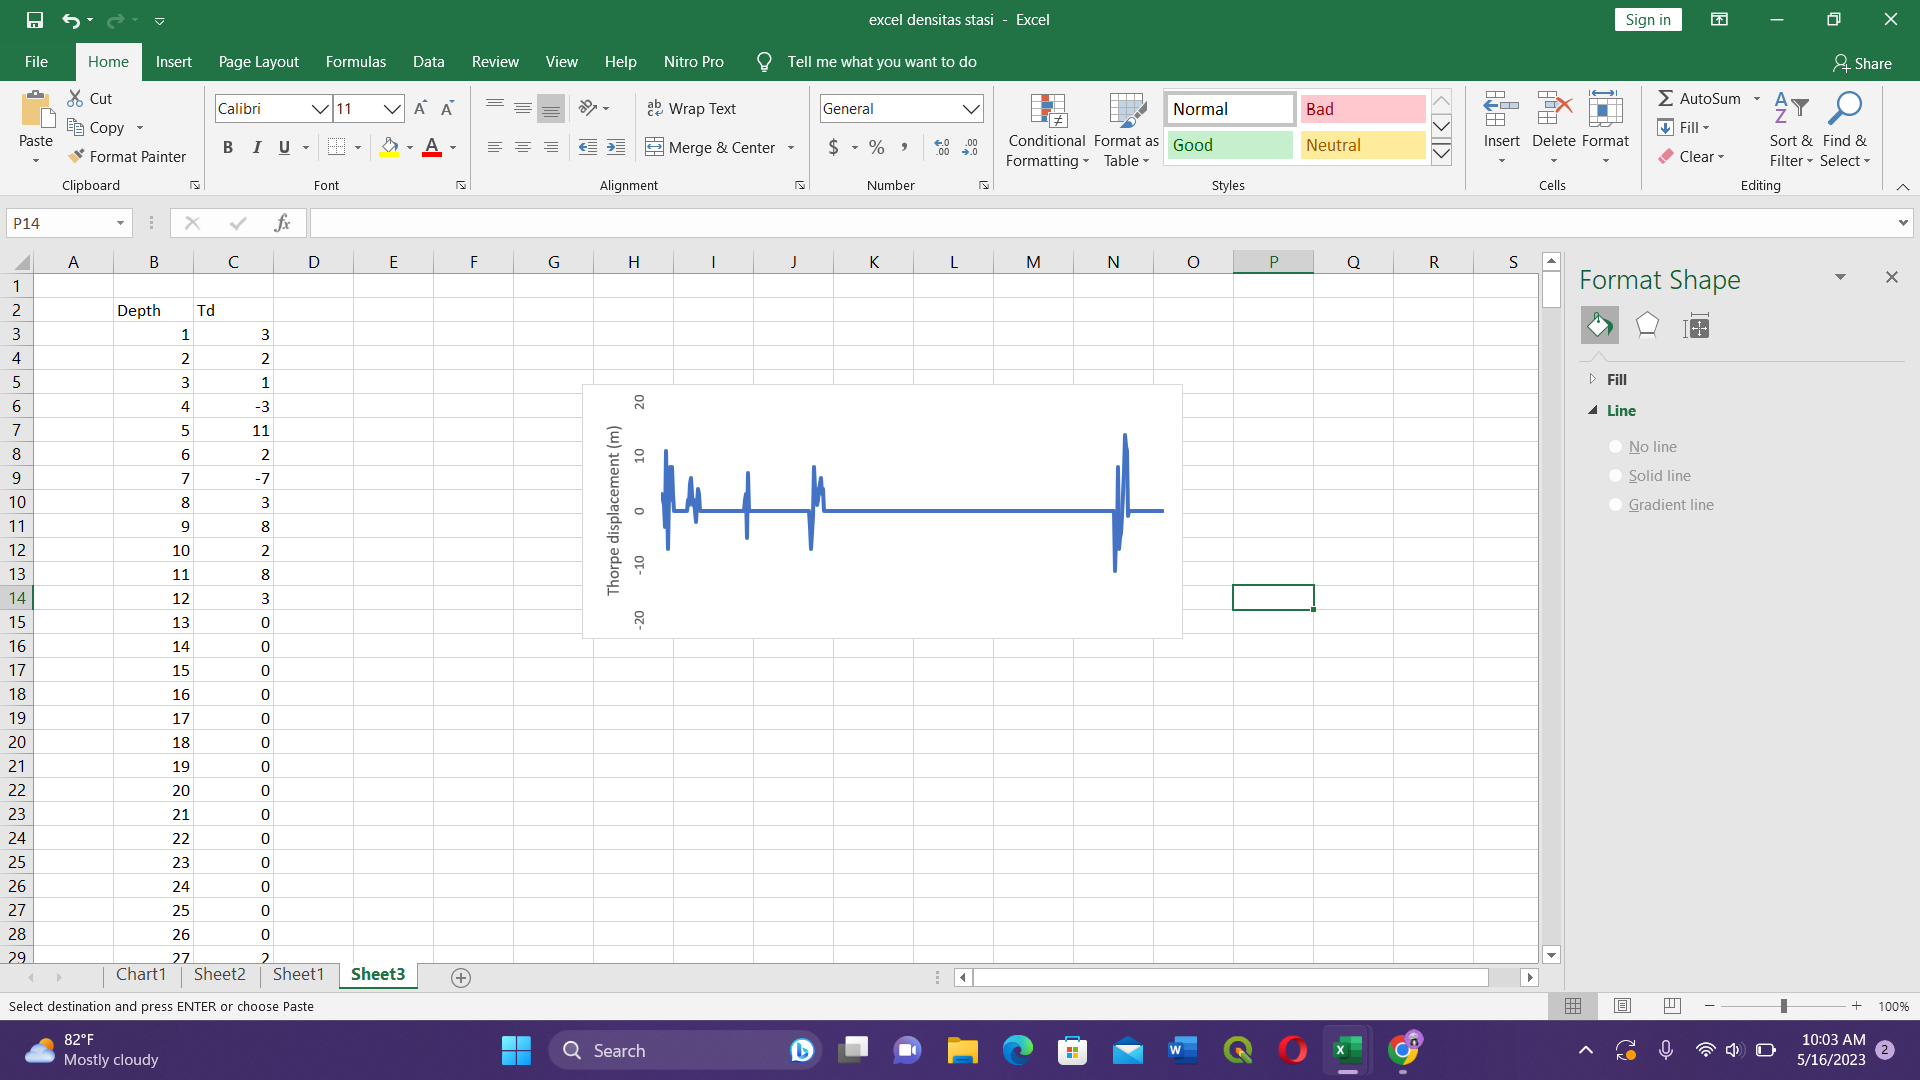 excel densitas stasi - Excel
Sign in
File Home Insert Page Layout Formulas Data Review View Help Nitro Pro Tell me what you want to do
Share
Paste
Cut
Copy
Format Painter
Clipboard
Calibri 11
B I U
Font
Wrap Text
Merge & Center
Alignment
General
$ % ,
Number
Conditional Formatting
Format as Table
Normal Bad
Good Neutral
Styles
Insert Delete Format
Cells
AutoSum
Fill
Clear
Sort & Filter
Find & Select
Editing
P14
fx
A B C D E F G H I J K L M N O P Q R S
1
2 Depth Td
3 1 3
4 2 2
5 3 1
6 4 -3
7 5 11
8 6 2
9 7 -7
10 8 3
11 9 8
12 10 2
13 11 8
14 12 3
15 13 0
16 14 0
17 15 0
18 16 0
19 17 0
20 18 0
21 19 0
22 20 0
23 21 0
24 22 0
25 23 0
26 24 0
27 25 0
28 26 0
29 27 2
Thorpe displacement (m)
20
10
0
-10
-20
Format Shape
Fill
Line
No line
Solid line
Gradient line
Chart1 Sheet2 Sheet1 Sheet3
Select destination and press ENTER or choose Paste
100%
82°F
Mostly cloudy
Search
10:03 AM
5/16/2023
2